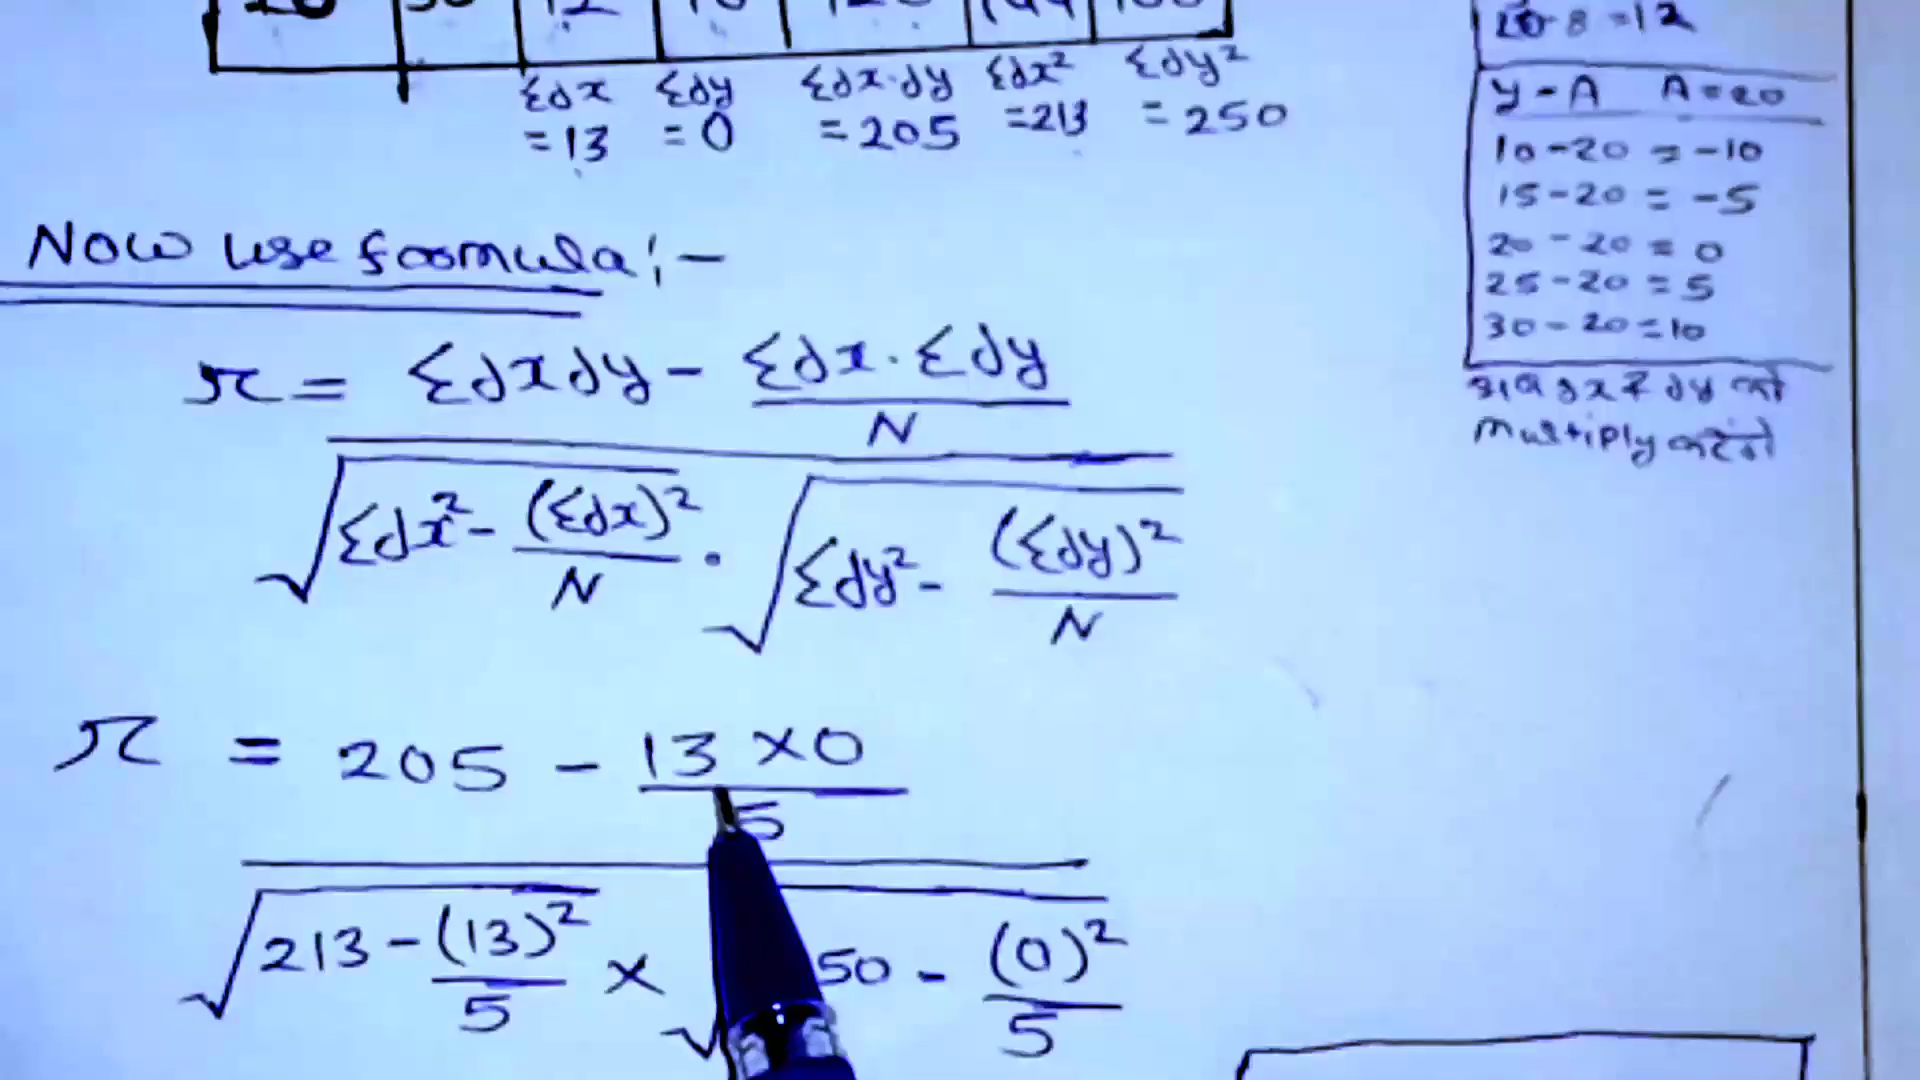 20-8=12
Σdx Σdy Σdx·dy Σdx² Σdy²
=13 =0 =205 =213 =250
y-A A=20
10-20=-10
15-20=-5
20-20=0
25-20=5
30-20=10
multiply करेंगे
Now use formula:-
r= Σdxdy - Σdx·Σdy
N
√Σdx²-(Σdx)²/N · √Σdy²-(Σdy)²/N
r = 205 - 13×0
5
√213-(13)²/5 × √ 50-(0)²/5